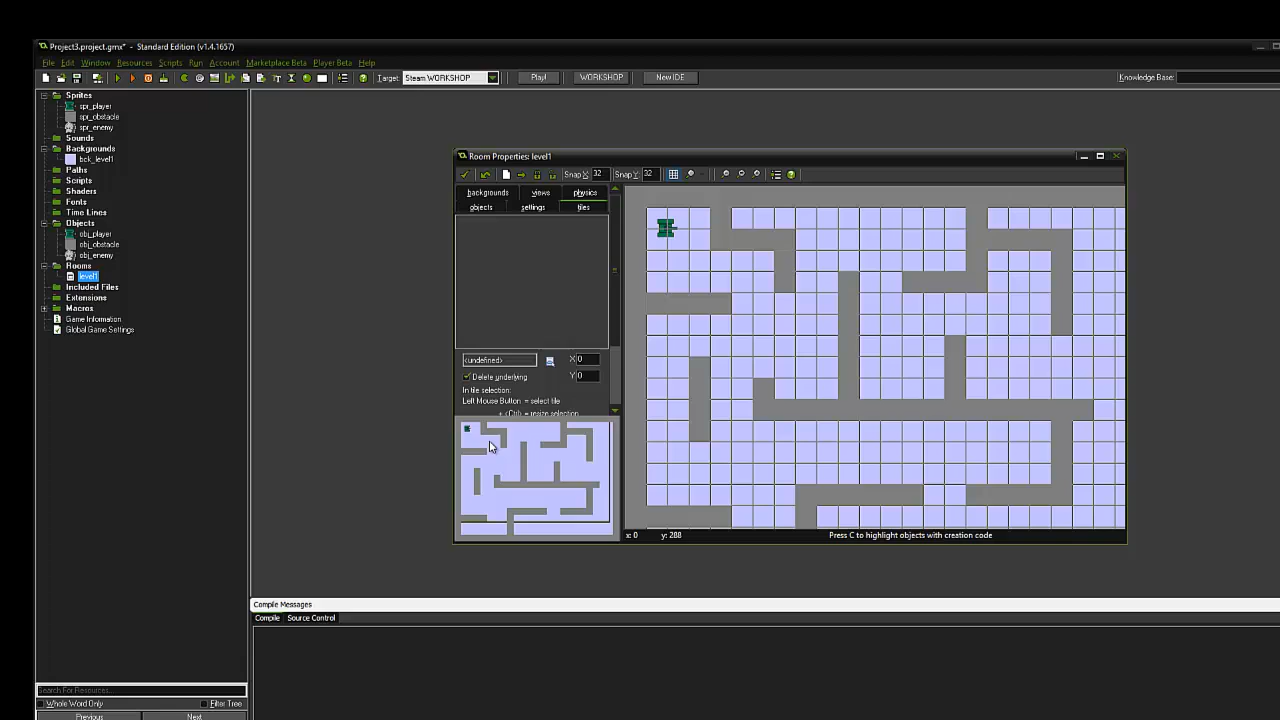 Project3.project.gmx* - Standard Edition (v1.4.1657)
File Edit Window Resources Scripts Run Account Marketplace Beta Player Beta Help
Target: Steam WORKSHOP Play! WORKSHOP New IDE Knowledge Base:
Sprites
spr_player
spr_obstacle
spr_enemy
Sounds
Backgrounds
bck_level1
Paths
Scripts
Shaders
Fonts
Time Lines
Objects
obj_player
obj_obstacle
obj_enemy
Rooms
level1
Included Files
Extensions
Macros
Game Information
Global Game Settings
Search For Resources..
Whole Word Only Filter Tree
Previous Next
Room Properties: level1
Snap X 32 Snap Y 32
backgrounds views physics
objects settings tiles
<undefined> X 0
Delete underlying Y 0
In tile selection:
Left Mouse Button = select tile
+ <Ctrl> = resize selection
x: 0 y: 288 Press C to highlight objects with creation code
Compile Messages
Compile Source Control